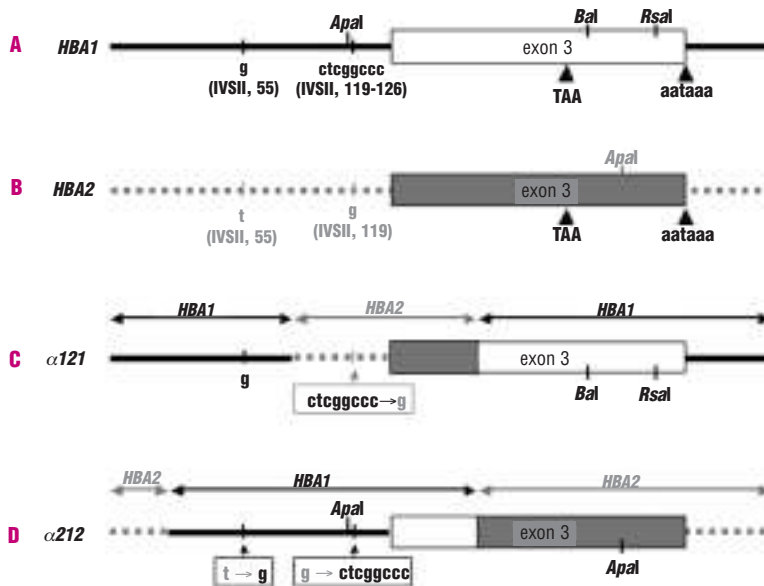 ApaI BaI RsaI
A HBA1 exon 3
g ctcggccc
(IVSII, 55) (IVSII, 119-126) TAA aataaa
ApaI
B HBA2 exon 3
t g
(IVSII, 55) (IVSII, 119) TAA aataaa
HBA1 HBA2 HBA1
C α121 exon 3
g BaI RsaI
ctcggccc→g
HBA2 HBA1 HBA2
ApaI
D α212 exon 3
t → g g → ctcggccc ApaI